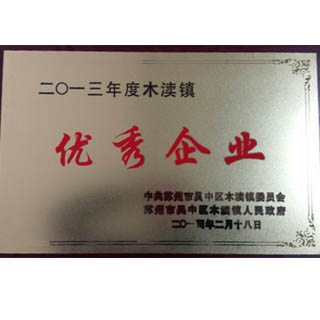 二〇一三年度木渎镇
优秀企业
中共苏州市吴中区木渎镇委员会
苏州市吴中区木渎镇人民政府
二〇一四年二月十八日